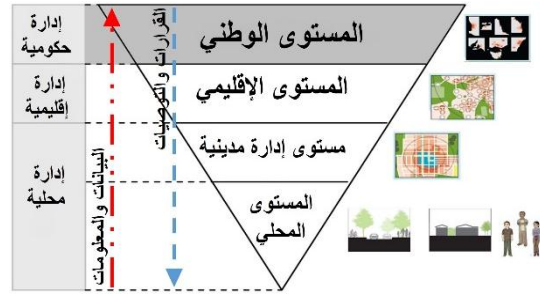 إدارة
حكومية
إدارة
إقليمية
إدارة
محلية
البيانات والمعلومات
القرارات والتوصيات
المستوى الوطني
المستوى الإقليمي
مستوى إدارة مدينية
المستوى
المحلي